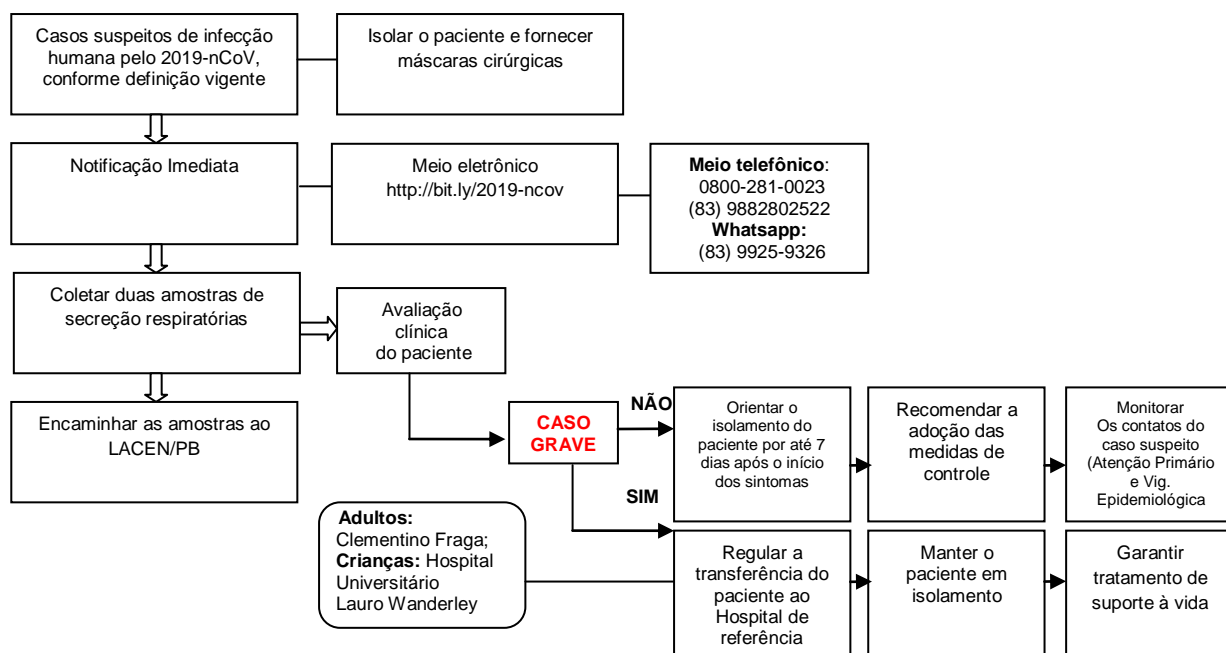 Casos suspeitos de infecção
humana pelo 2019-nCoV,
conforme definição vigente
Isolar o paciente e fornecer
máscaras cirúrgicas
Notificação Imediata
Meio eletrônico
http://bit.ly/2019-ncov
Meio telefônico:
0800-281-0023
(83) 9882802522
Whatsapp:
(83) 9925-9326
Coletar duas amostras de
secreção respiratórias
Avaliação
clínica
do paciente
Encaminhar as amostras ao
LACEN/PB
CASO
GRAVE
NÃO
Orientar o
isolamento do
paciente por até 7
dias após o início
dos sintomas
Recomendar a
adoção das
medidas de
controle
Monitorar
Os contatos do
caso suspeito
(Atenção Primário
e Vig.
Epidemiológica
SIM
Adultos:
Clementino Fraga;
Crianças: Hospital
Universitário
Lauro Wanderley
Regular a
transferência do
paciente ao
Hospital de
referência
Manter o
paciente em
isolamento
Garantir
tratamento de
suporte à vida